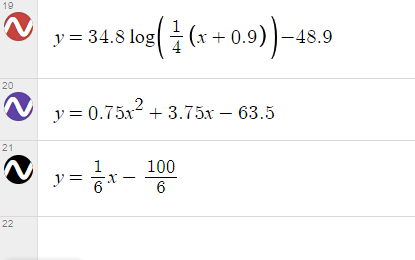 19
y = 34.8 log(1/4 (x + 0.9)) −48.9
20
y = 0.75x² + 3.75x − 63.5
21
y = 1/6 x − 100/6
22